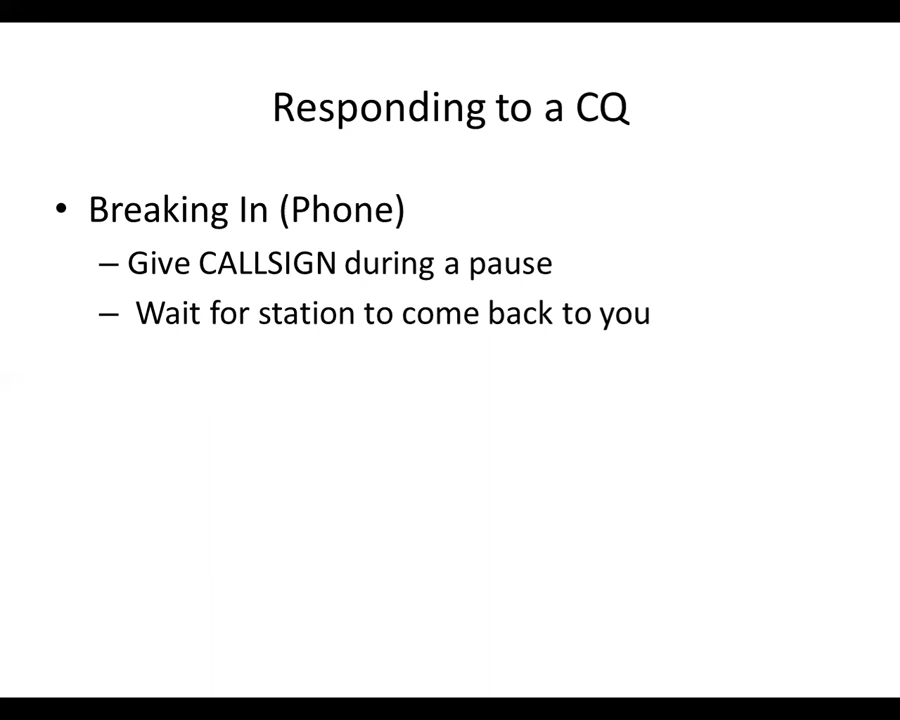 Responding to a CQ
• Breaking In (Phone)
– Give CALLSIGN during a pause
– Wait for station to come back to you